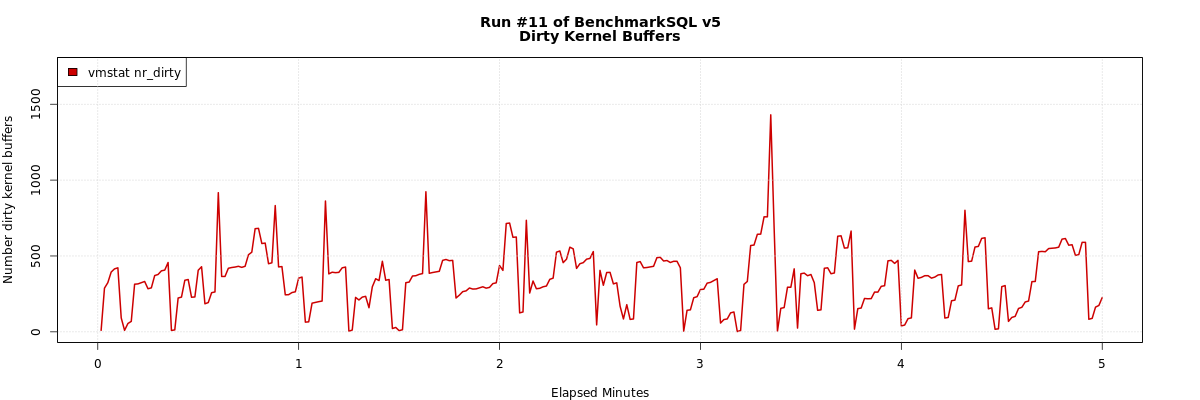 Run #11 of BenchmarkSQL v5
Dirty Kernel Buffers
vmstat nr_dirty
Number dirty kernel buffers
1500
1000
500
0
0 1 2 3 4 5
Elapsed Minutes